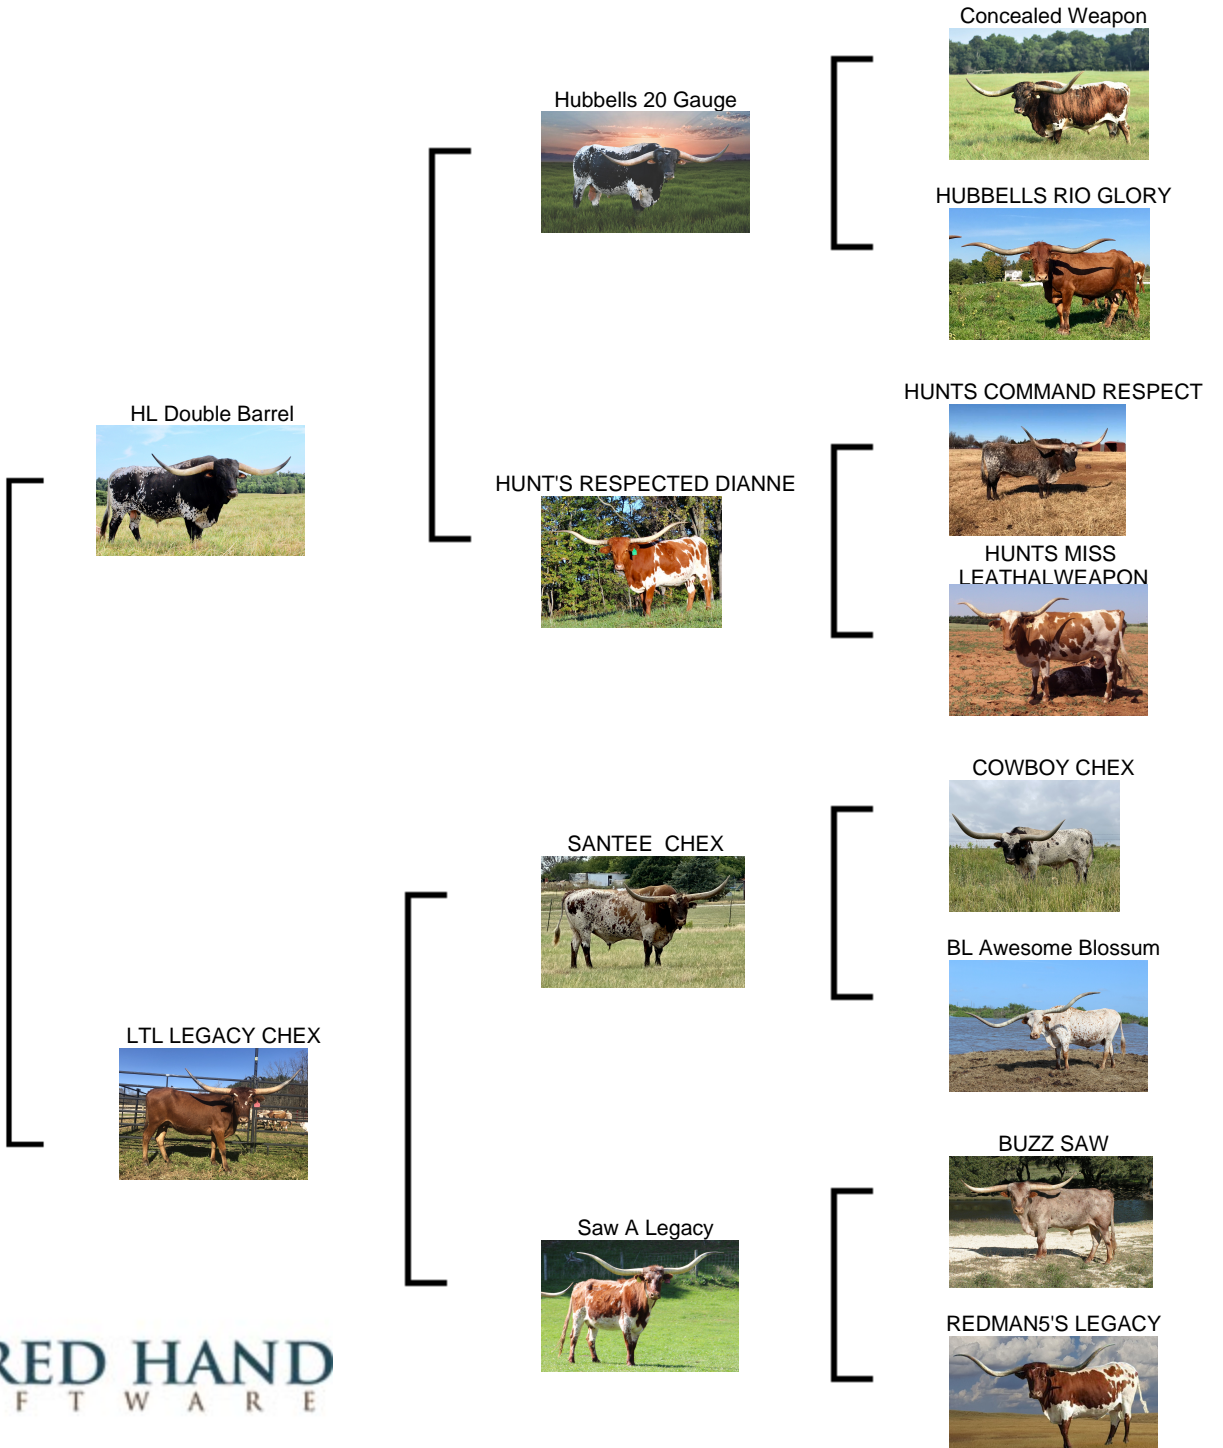 Concealed Weapon
Hubbells 20 Gauge
HUBBELLS RIO GLORY
HUNTS COMMAND RESPECT
HL Double Barrel
HUNT'S RESPECTED DIANNE
HUNTS MISS
LEATHALWEAPON
COWBOY CHEX
SANTEE  CHEX
BL Awesome Blossum
LTL LEGACY CHEX
BUZZ SAW
Saw A Legacy
REDMAN5'S LEGACY
RED HAND
F T W A R E